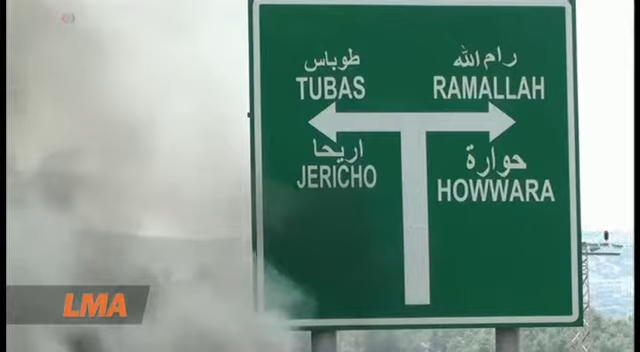 طوباس
TUBAS
رام الله
RAMALLAH
اريحا
JERICHO
حوارة
HOWWARA
LMA